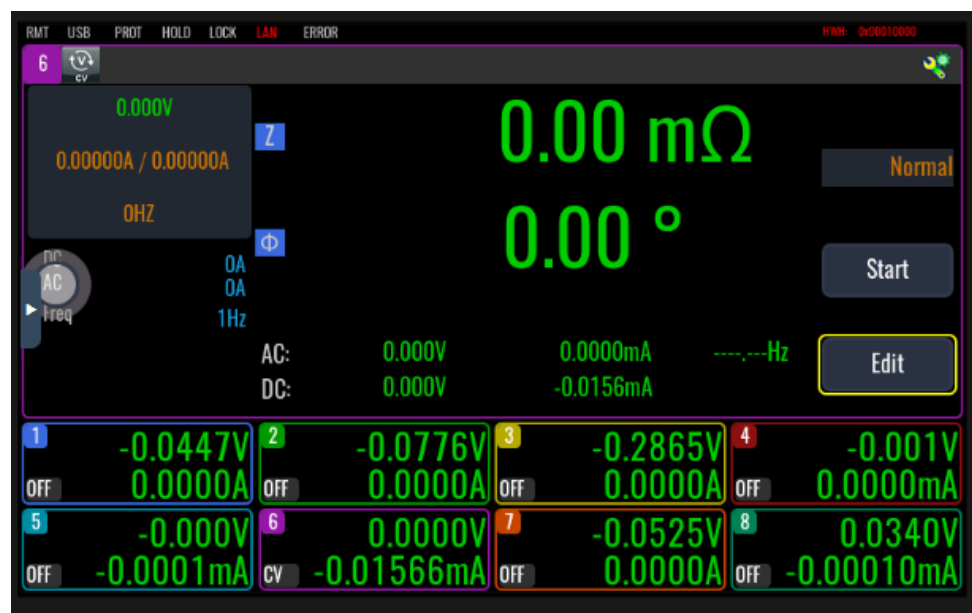 RMT USB PROT HOLD LOCK LAN ERROR HWH: 0x00010000
6 V CV
0.000V
0.00000A / 0.00000A
0HZ
Z 0.00 mΩ
Normal
Φ 0.00 °
DC 0A
AC 0A
Freq 1Hz
Start
AC: 0.000V 0.0000mA ----.---Hz
DC: 0.000V -0.0156mA
Edit
1 -0.0447V
OFF 0.0000A
2 -0.0776V
OFF 0.0000A
3 -0.2865V
OFF 0.0000A
4 -0.001V
OFF 0.0000mA
5 -0.000V
OFF -0.0001mA
6 0.0000V
CV -0.01566mA
7 -0.0525V
OFF 0.0000A
8 0.0340V
OFF -0.00010mA